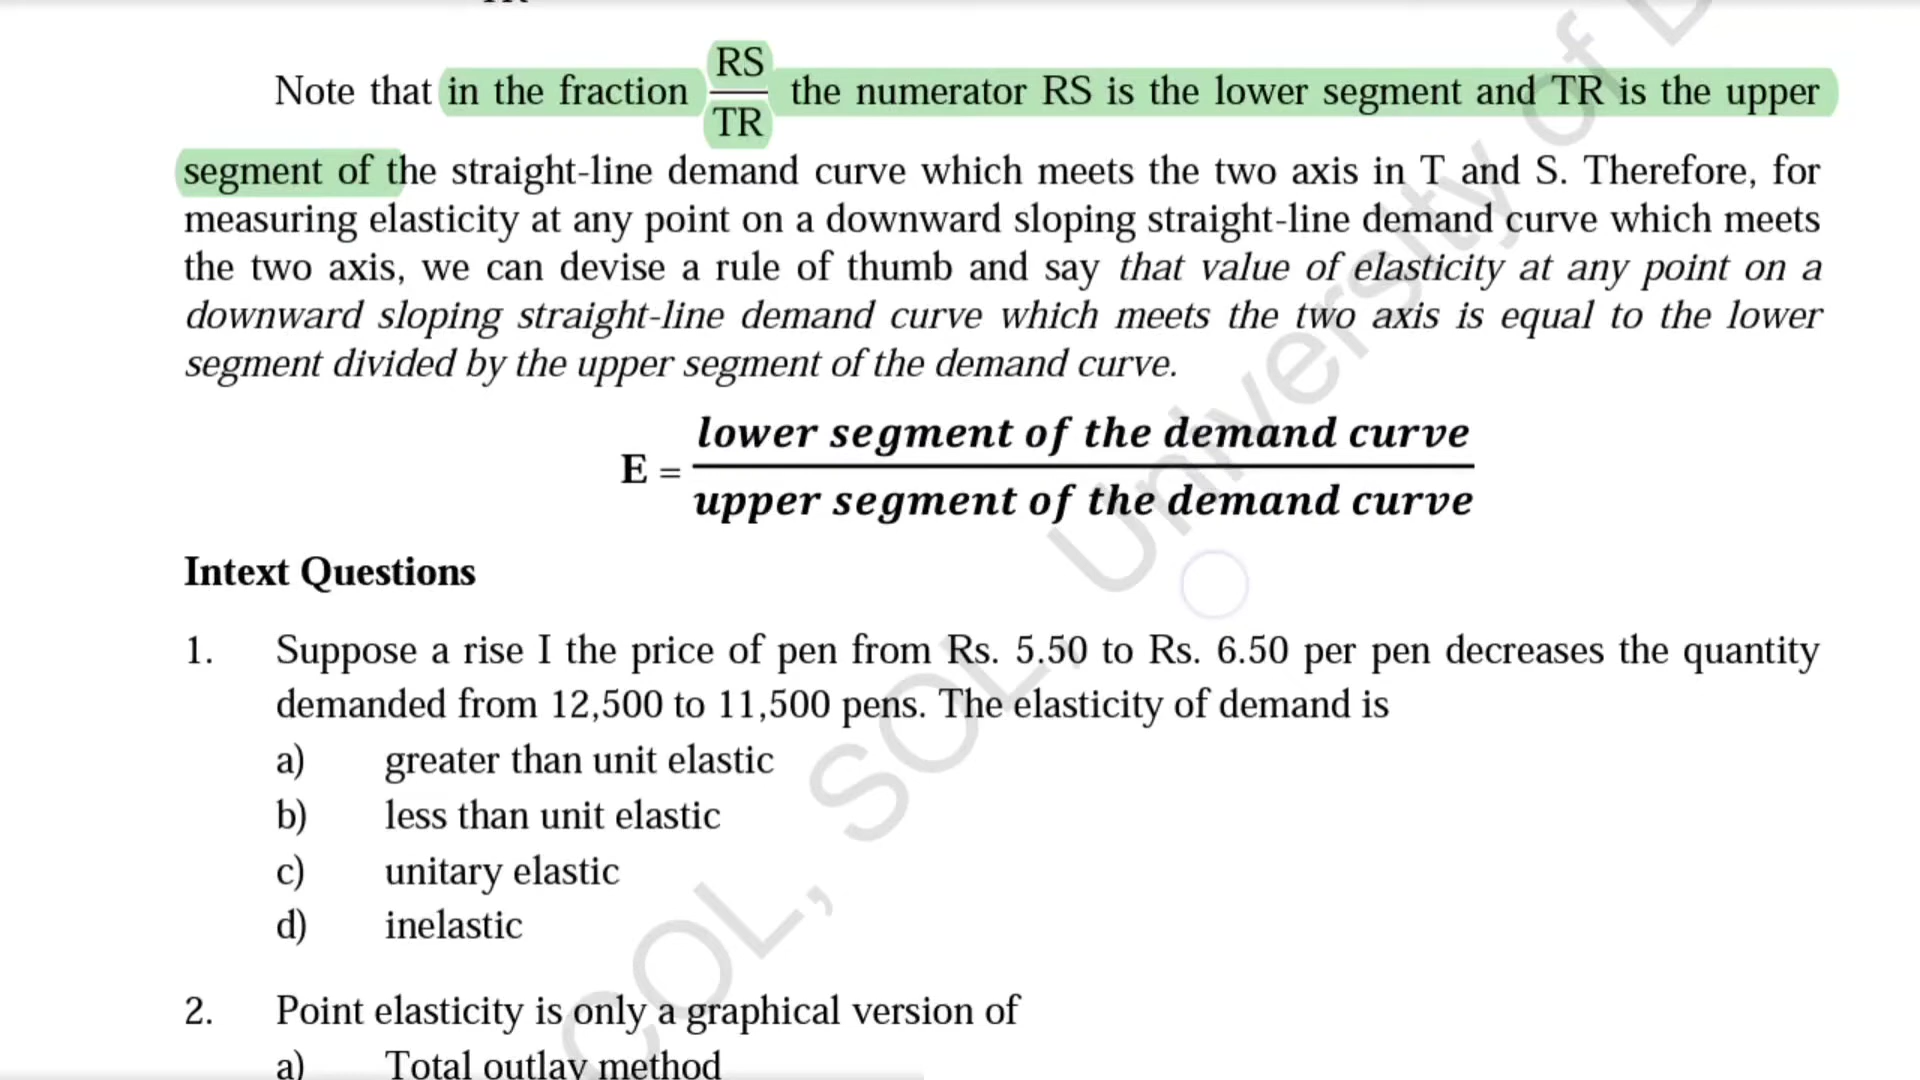 Note that in the fraction RS/TR the numerator RS is the lower segment and TR is the upper
segment of the straight-line demand curve which meets the two axis in T and S. Therefore, for
measuring elasticity at any point on a downward sloping straight-line demand curve which meets
the two axis, we can devise a rule of thumb and say that value of elasticity at any point on a
downward sloping straight-line demand curve which meets the two axis is equal to the lower
segment divided by the upper segment of the demand curve.
E = lower segment of the demand curve
upper segment of the demand curve
Intext Questions
1. Suppose a rise I the price of pen from Rs. 5.50 to Rs. 6.50 per pen decreases the quantity
demanded from 12,500 to 11,500 pens. The elasticity of demand is
a) greater than unit elastic
b) less than unit elastic
c) unitary elastic
d) inelastic
2. Point elasticity is only a graphical version of
a) Total outlay method
COL, SOL, University of